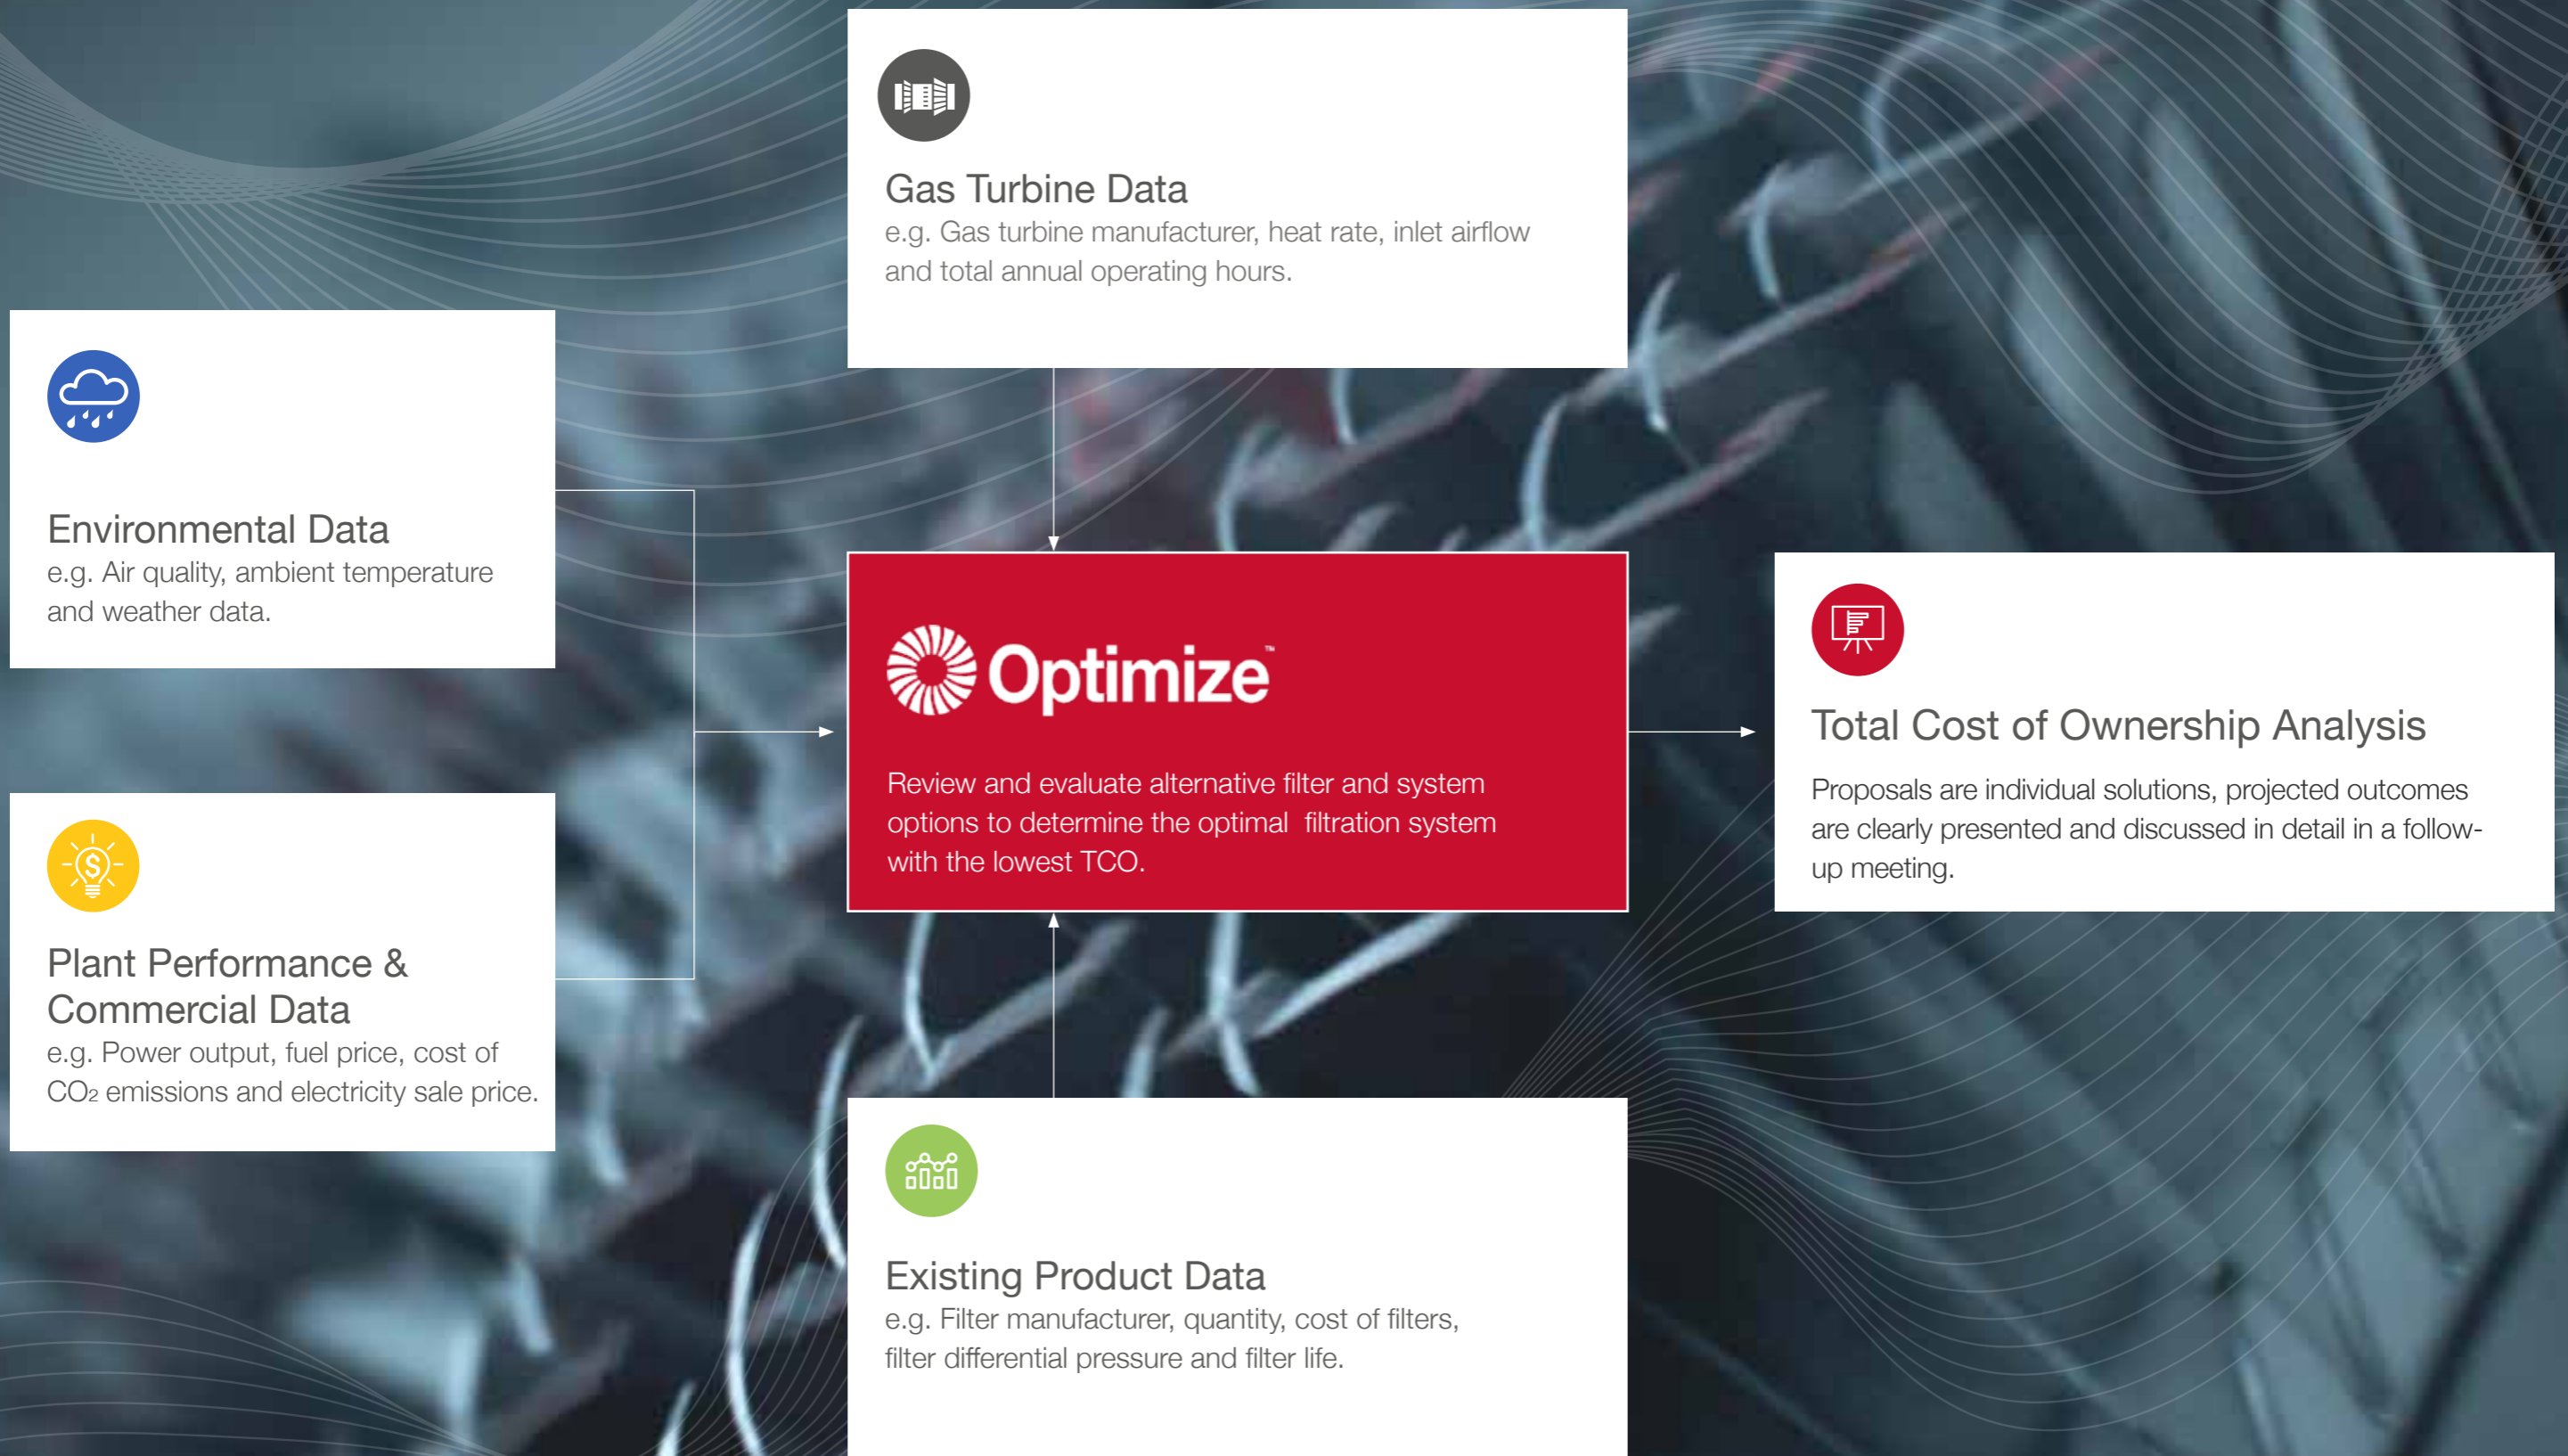 Gas Turbine Data
e.g. Gas turbine manufacturer, heat rate, inlet airflow
and total annual operating hours.
Environmental Data
e.g. Air quality, ambient temperature
and weather data.
Optimize™
Review and evaluate alternative filter and system
options to determine the optimal filtration system
with the lowest TCO.
Total Cost of Ownership Analysis
Proposals are individual solutions, projected outcomes
are clearly presented and discussed in detail in a follow-
up meeting.
$
Plant Performance &
Commercial Data
e.g. Power output, fuel price, cost of
CO₂ emissions and electricity sale price.
Existing Product Data
e.g. Filter manufacturer, quantity, cost of filters,
filter differential pressure and filter life.